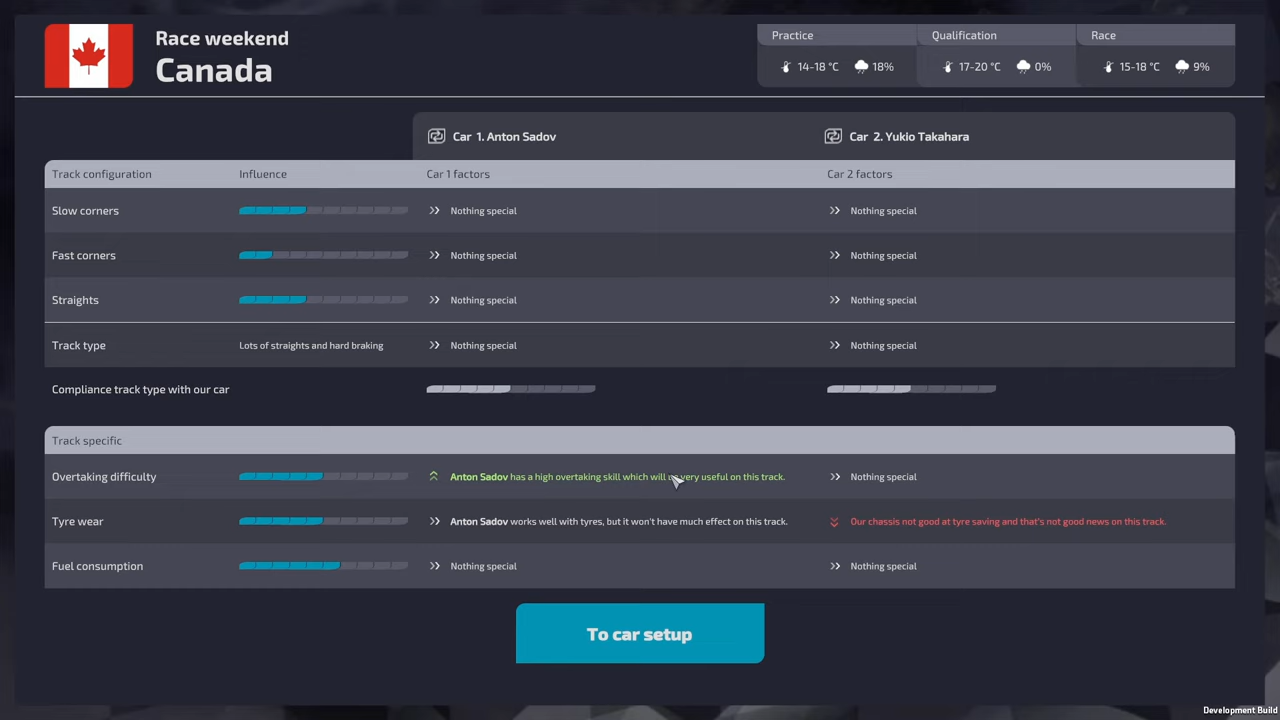 Race weekend
Canada
Practice
Qualification
Race
14-18 °C
18%
17-20 °C
0%
15-18 °C
9%
Car 1. Anton Sadov
Car 2. Yukio Takahara
Track configuration
Influence
Car 1 factors
Car 2 factors
Slow corners
Nothing special
Nothing special
Fast corners
Nothing special
Nothing special
Straights
Nothing special
Nothing special
Track type
Lots of straights and hard braking
Nothing special
Nothing special
Compliance track type with our car
Track specific
Overtaking difficulty
Anton Sadov has a high overtaking skill which will very useful on this track.
Nothing special
Tyre wear
Anton Sadov works well with tyres, but it won't have much effect on this track.
Our chassis not good at tyre saving and that's not good news on this track.
Fuel consumption
Nothing special
Nothing special
To car setup
Development Build